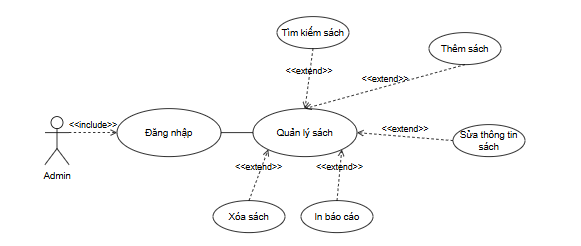 Tìm kiếm sách
Thêm sách
<<extend>>
<<extend>>
<<include>>
Đăng nhập
Quản lý sách
<<extend>>
Sửa thông tin
sách
Admin
<<extend>>
<<extend>>
Xóa sách
In báo cáo